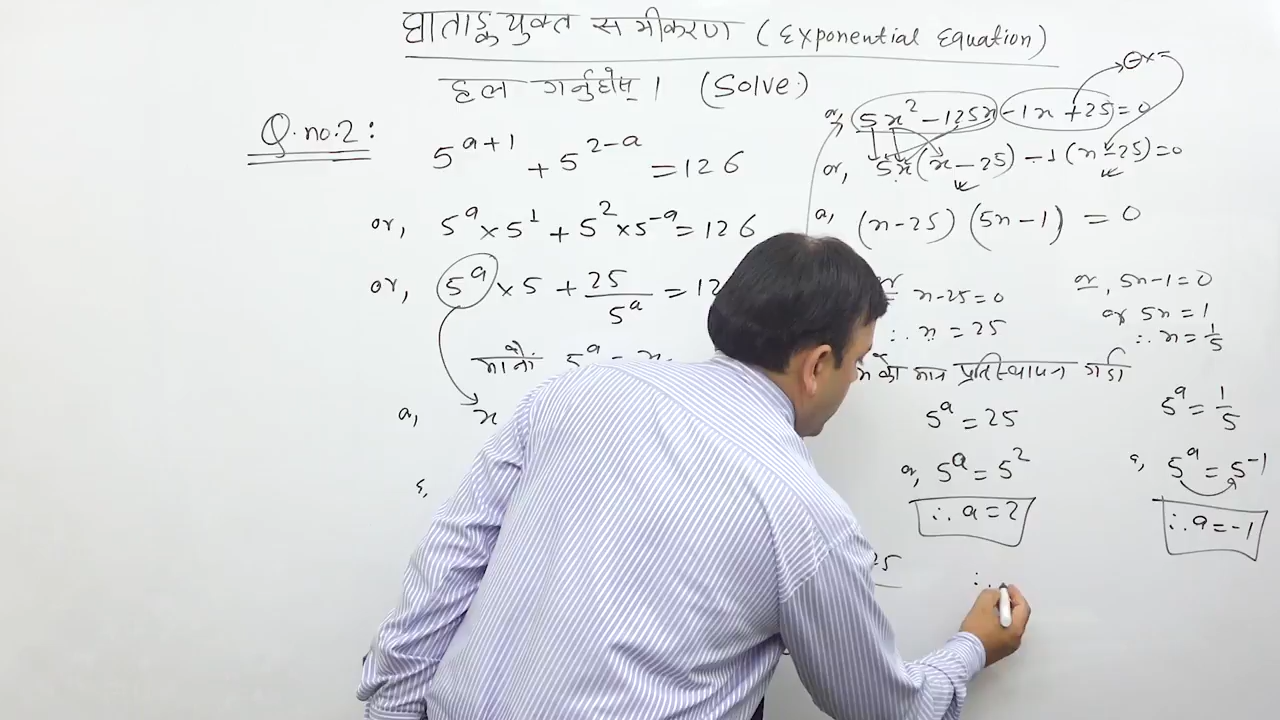 घाताङ्कयुक्त समीकरण (Exponential Equation)
हल गर्नुहोस् । (Solve:)
Q.no.2:
5^{a+1} + 5^{2-a} = 126
or, 5^a × 5^1 + 5^2 × 5^{-a} = 126
or, 5^a × 5 + 25/5^a = 12
मानौं 5^a = x
or, x
or, 5x² - 125x - 1x + 25 = 0
or, 5x(x - 25) - 1(x - 25) = 0
or, (x-25) (5x-1) = 0
or x-25=0
∴ x = 25
or, 5x-1=0
or 5x = 1
∴ x = 1/5
x को मान प्रतिस्थापन गर्दा
5^a = 25
or, 5^a = 5^2
∴ a = 2
5^a = 1/5
5^a = 5^{-1}
∴ a = -1
25
∴